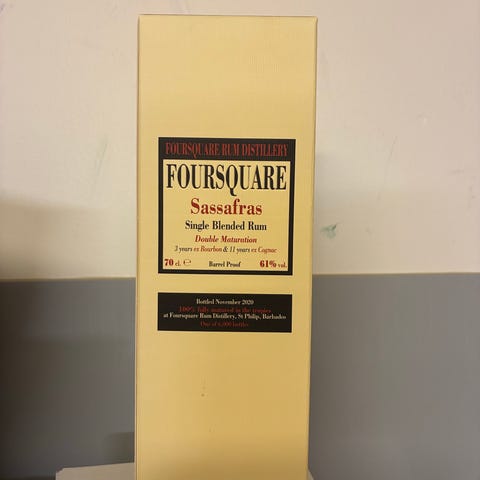 FOURSQUARE RUM DISTILLERY
FOURSQUARE
Sassafras
Single Blended Rum
Double Maturation
3 years ex Bourbon & 11 years ex Cognac
70 cl. ℮ Barrel Proof 61% vol.
Bottled November 2020
100% fully matured in the tropics
at Foursquare Rum Distillery, St Philip, Barbados
One of 6,000 bottles